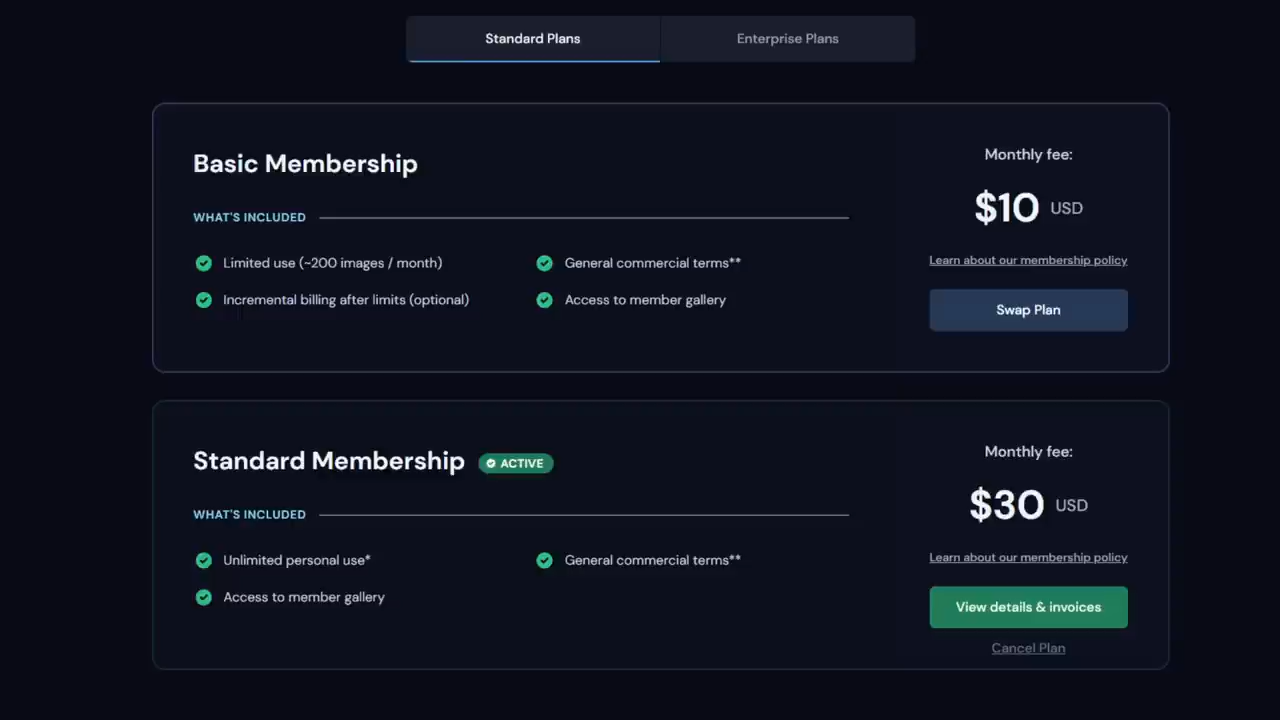 Standard Plans
Enterprise Plans
Basic Membership
WHAT'S INCLUDED
Limited use (~200 images / month)
General commercial terms**
Incremental billing after limits (optional)
Access to member gallery
Monthly fee:
$10 USD
Learn about our membership policy
Swap Plan
Standard Membership
ACTIVE
WHAT'S INCLUDED
Unlimited personal use*
General commercial terms**
Access to member gallery
Monthly fee:
$30 USD
Learn about our membership policy
View details & invoices
Cancel Plan